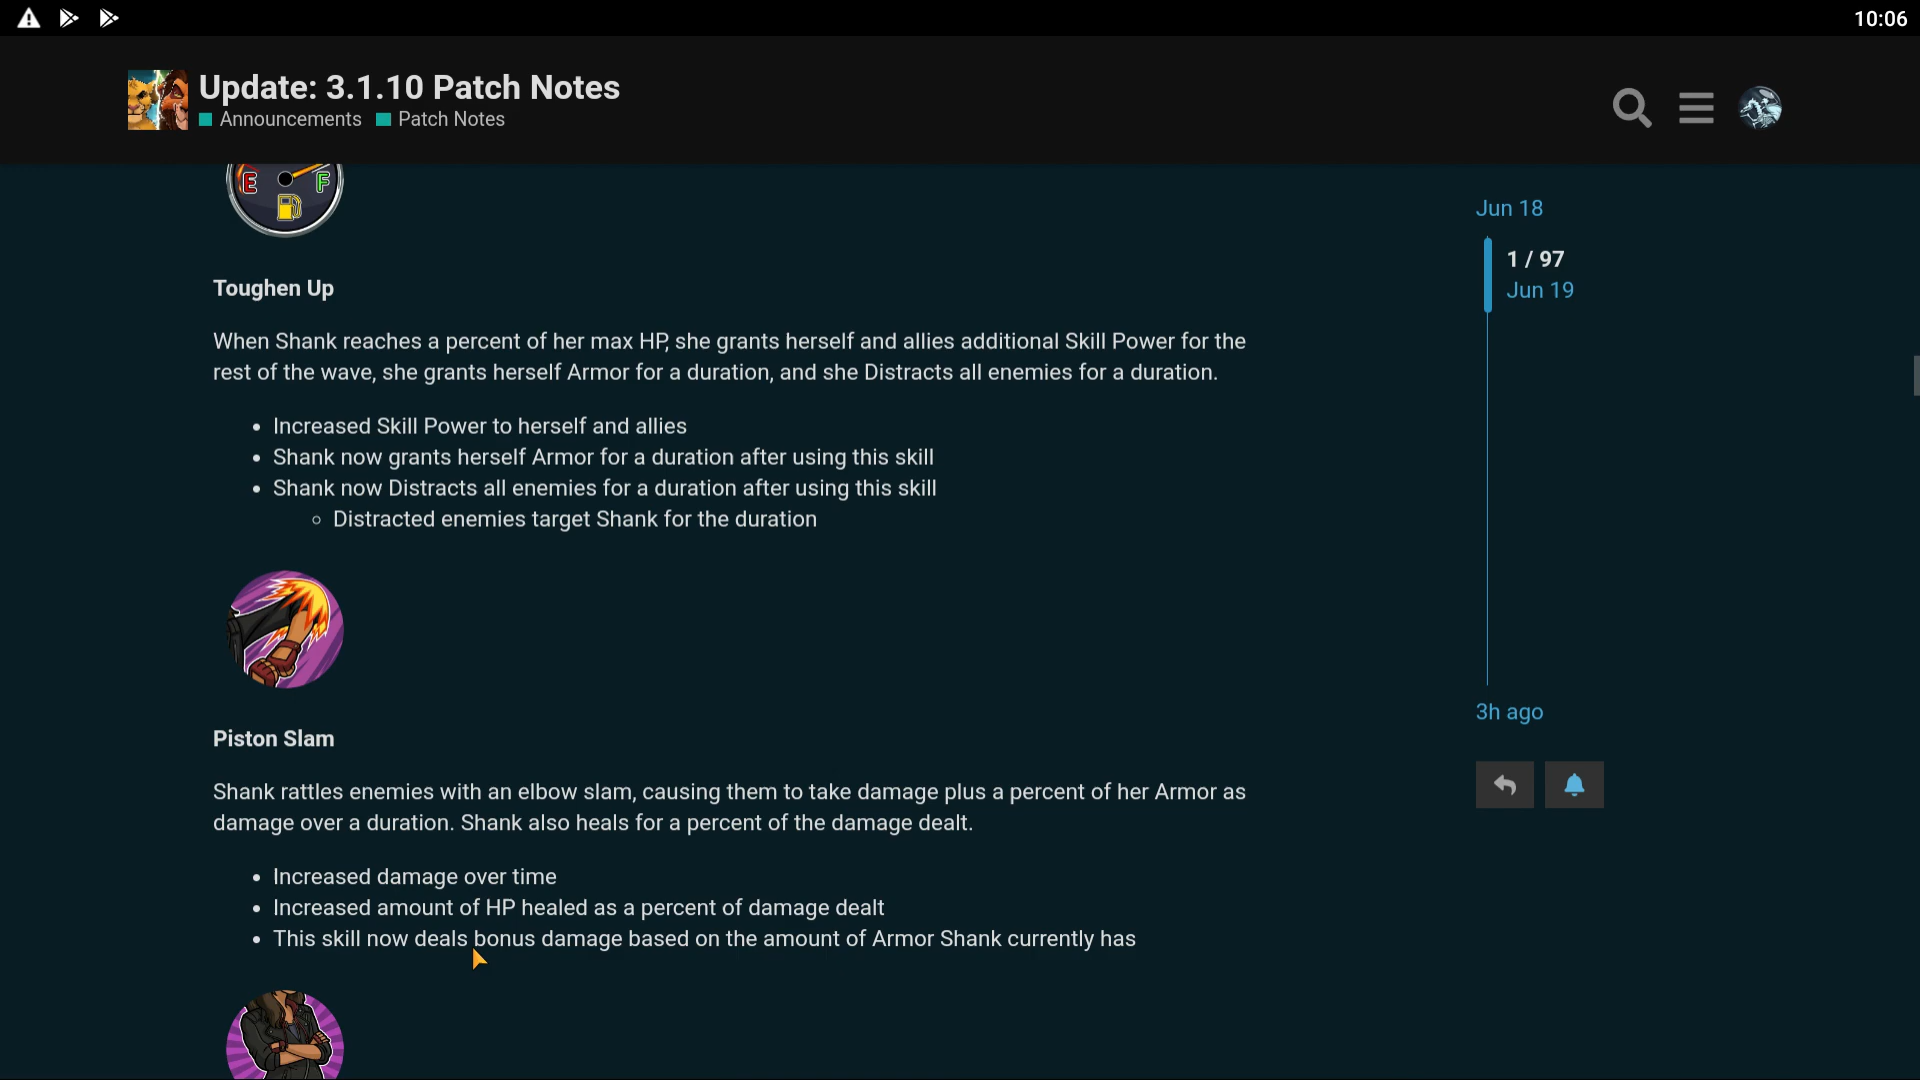 10:06
Update: 3.1.10 Patch Notes
Announcements Patch Notes
E F
Jun 18
1 / 97
Jun 19
Toughen Up
When Shank reaches a percent of her max HP, she grants herself and allies additional Skill Power for the
rest of the wave, she grants herself Armor for a duration, and she Distracts all enemies for a duration.
• Increased Skill Power to herself and allies
• Shank now grants herself Armor for a duration after using this skill
• Shank now Distracts all enemies for a duration after using this skill
◦ Distracted enemies target Shank for the duration
3h ago
Piston Slam
Shank rattles enemies with an elbow slam, causing them to take damage plus a percent of her Armor as
damage over a duration. Shank also heals for a percent of the damage dealt.
• Increased damage over time
• Increased amount of HP healed as a percent of damage dealt
• This skill now deals bonus damage based on the amount of Armor Shank currently has